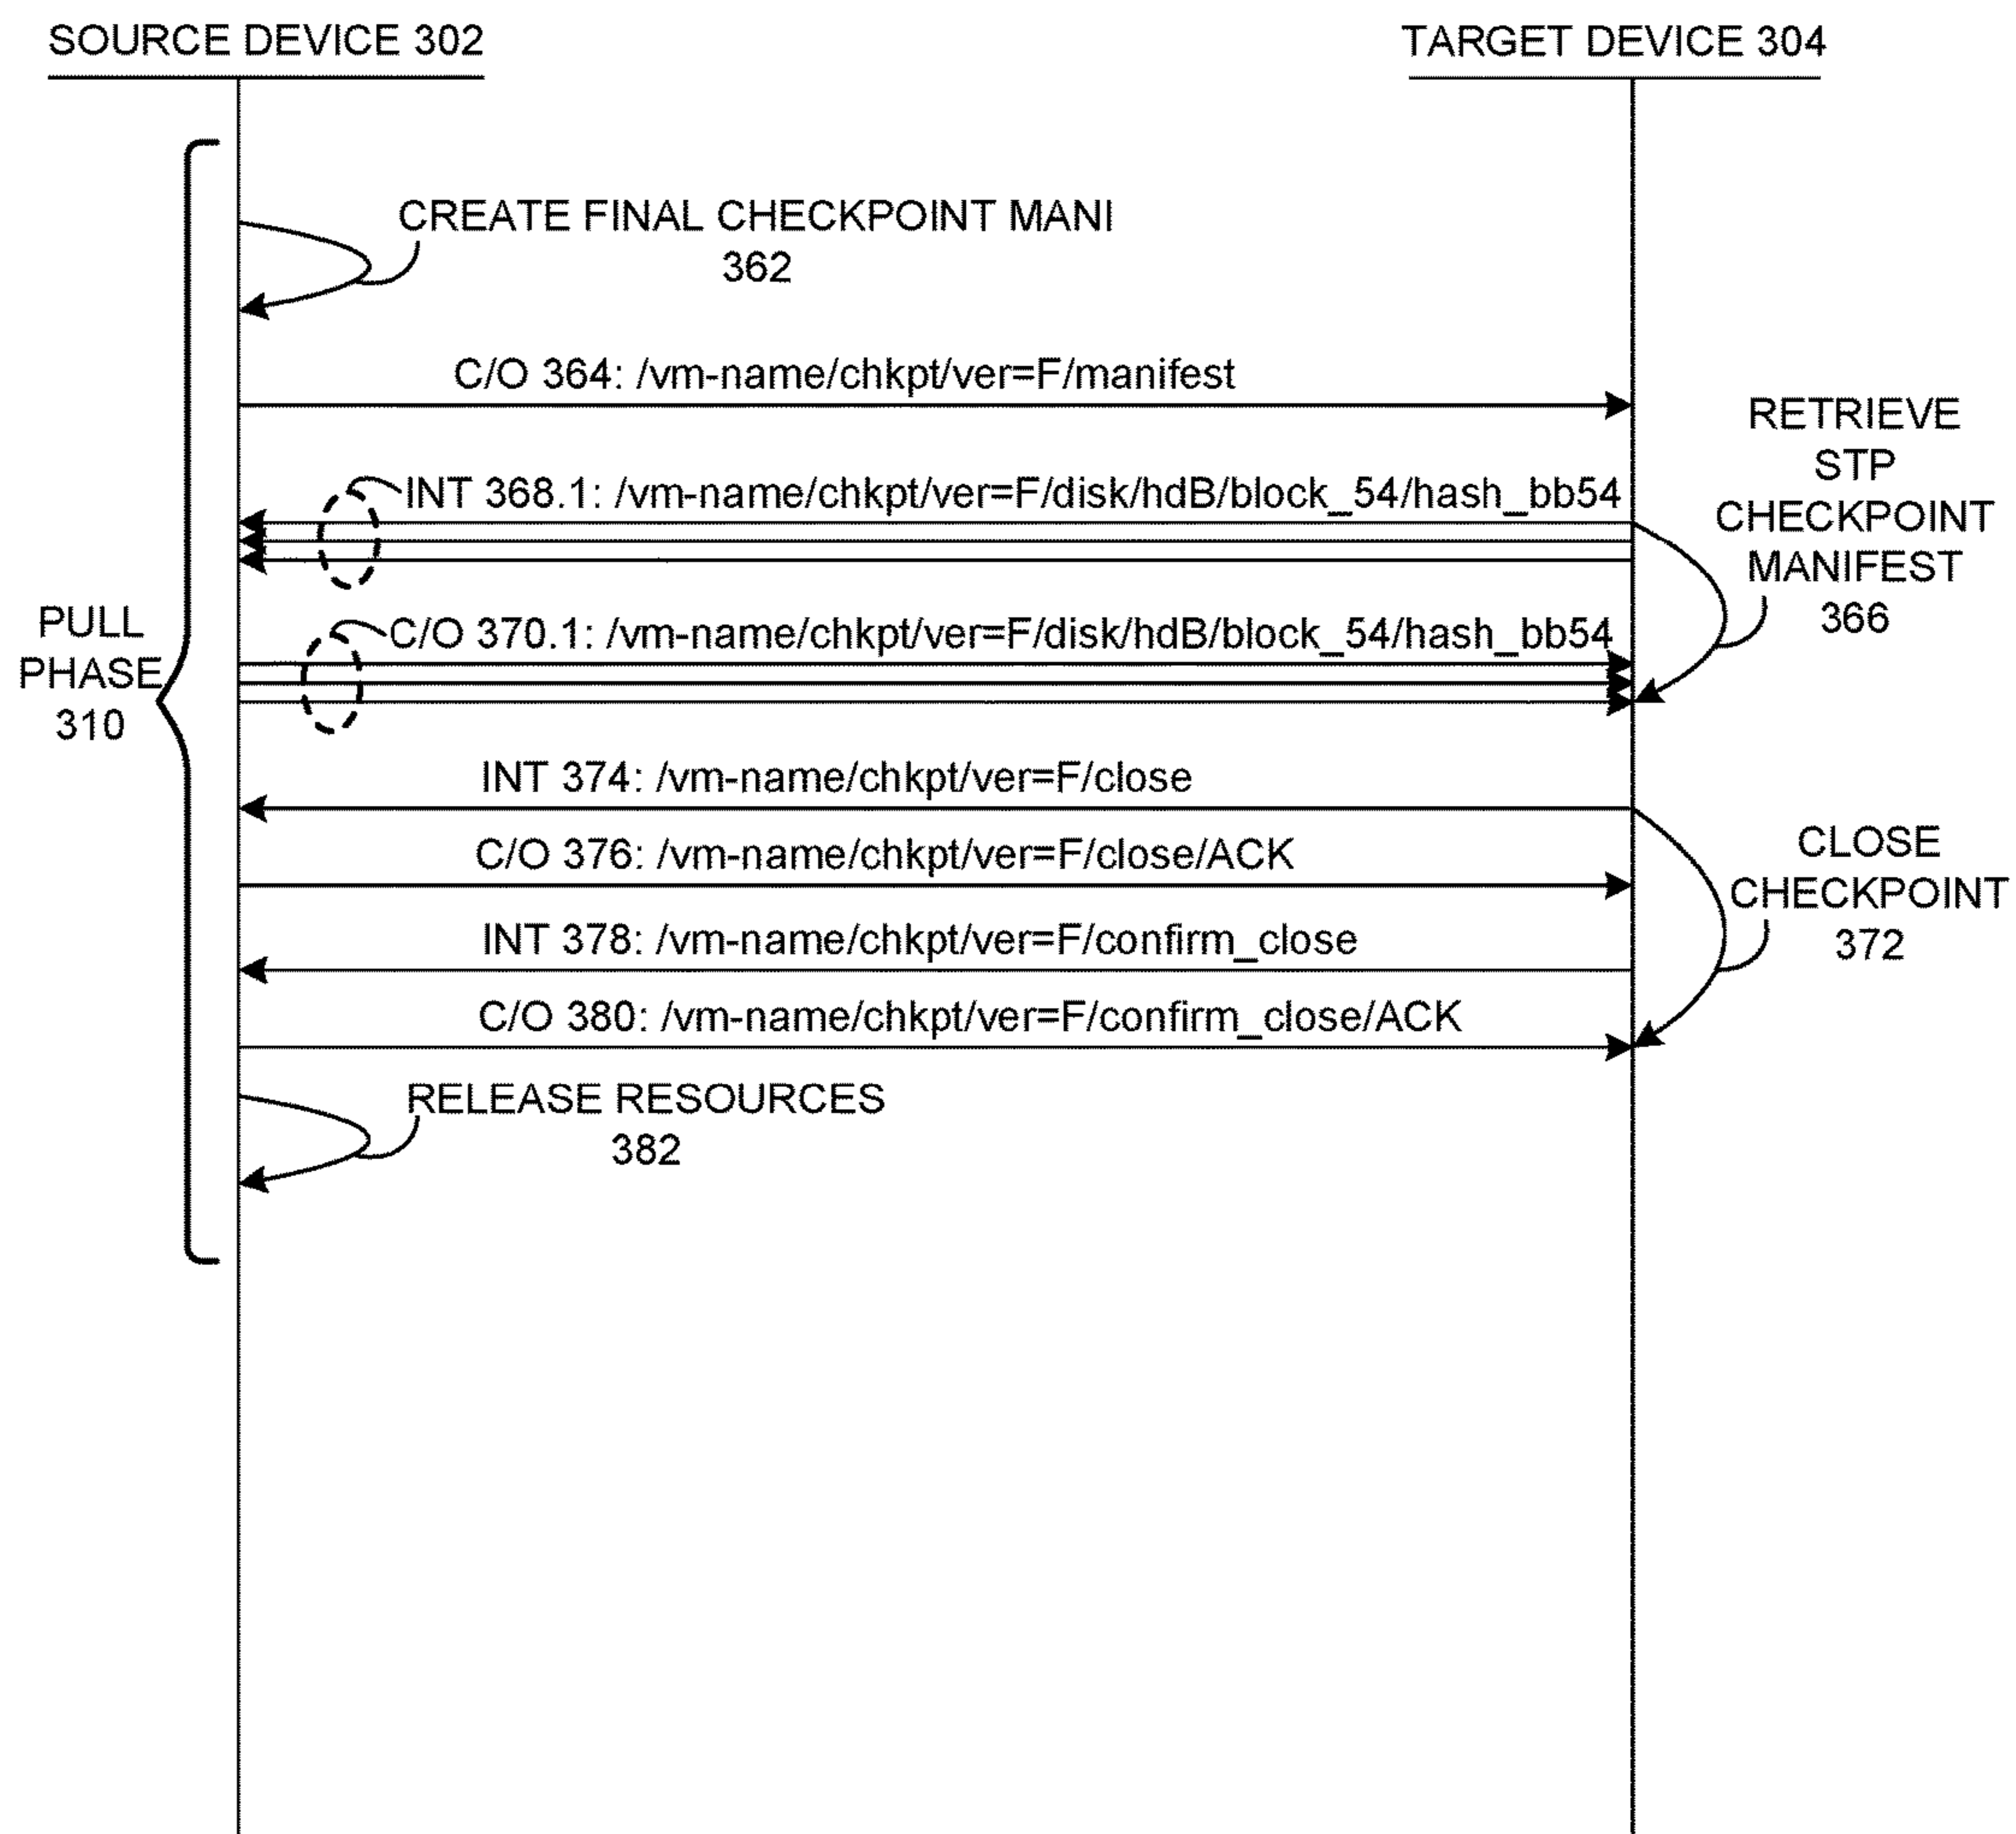 SOURCE DEVICE 302
TARGET DEVICE 304
CREATE FINAL CHECKPOINT MANI
362
C/O 364: /vm-name/chkpt/ver=F/manifest
RETRIEVE
STP
CHECKPOINT
MANIFEST
366
INT 368.1: /vm-name/chkpt/ver=F/disk/hdB/block_54/hash_bb54
PULL
PHASE
310
C/O 370.1: /vm-name/chkpt/ver=F/disk/hdB/block_54/hash_bb54
INT 374: /vm-name/chkpt/ver=F/close
C/O 376: /vm-name/chkpt/ver=F/close/ACK
CLOSE
CHECKPOINT
372
INT 378: /vm-name/chkpt/ver=F/confirm_close
C/O 380: /vm-name/chkpt/ver=F/confirm_close/ACK
RELEASE RESOURCES
382